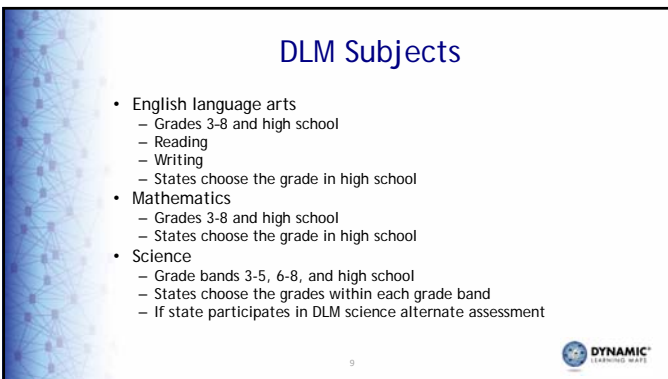 DLM Subjects
• English language arts
– Grades 3-8 and high school
– Reading
– Writing
– States choose the grade in high school
• Mathematics
– Grades 3-8 and high school
– States choose the grade in high school
• Science
– Grade bands 3-5, 6-8, and high school
– States choose the grades within each grade band
– If state participates in DLM science alternate assessment
9
DYNAMIC
LEARNING MAPS